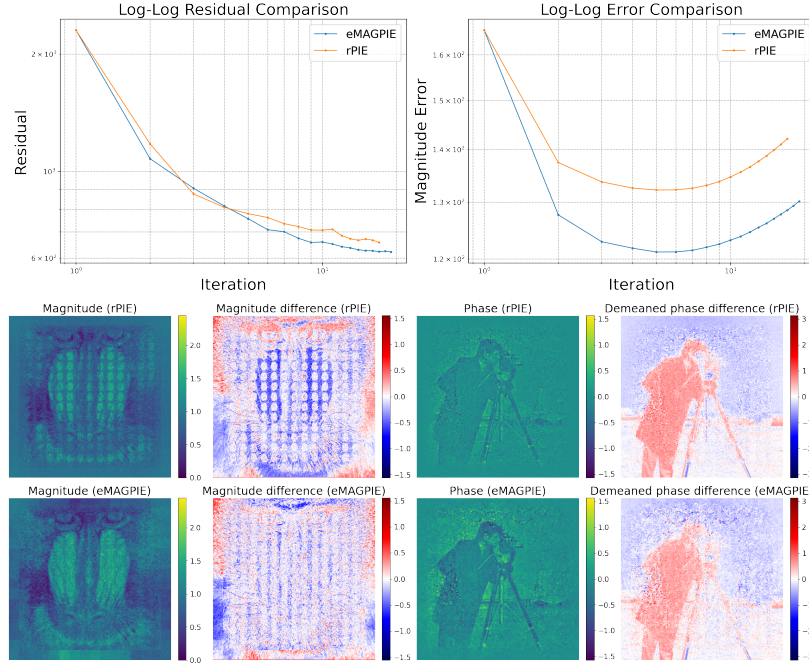 Log-Log Residual Comparison
Log-Log Error Comparison
eMAGPIE
rPIE
eMAGPIE
rPIE
2 × 10²
10²
6 × 10¹
1.6 × 10²
1.5 × 10²
1.4 × 10²
1.3 × 10²
1.2 × 10²
Residual
Magnitude Error
10⁰
10¹
10⁰
10¹
Iteration
Iteration
Magnitude (rPIE)
Magnitude difference (rPIE)
Phase (rPIE)
Demeaned phase difference (rPIE)
2.0
1.5
1.0
0.5
0.0
1.5
1.0
0.5
0.0
−0.5
−1.0
−1.5
1.5
1.0
0.5
0.0
−0.5
−1.0
−1.5
3
2
1
0
−1
−2
−3
Magnitude (eMAGPIE)
Magnitude difference (eMAGPIE)
Phase (eMAGPIE)
Demeaned phase difference (eMAGPIE
2.0
1.5
1.0
0.5
0.0
1.5
1.0
0.5
0.0
−0.5
−1.0
−1.5
1.5
1.0
0.5
0.0
−0.5
−1.0
−1.5
3
2
1
0
−1
−2